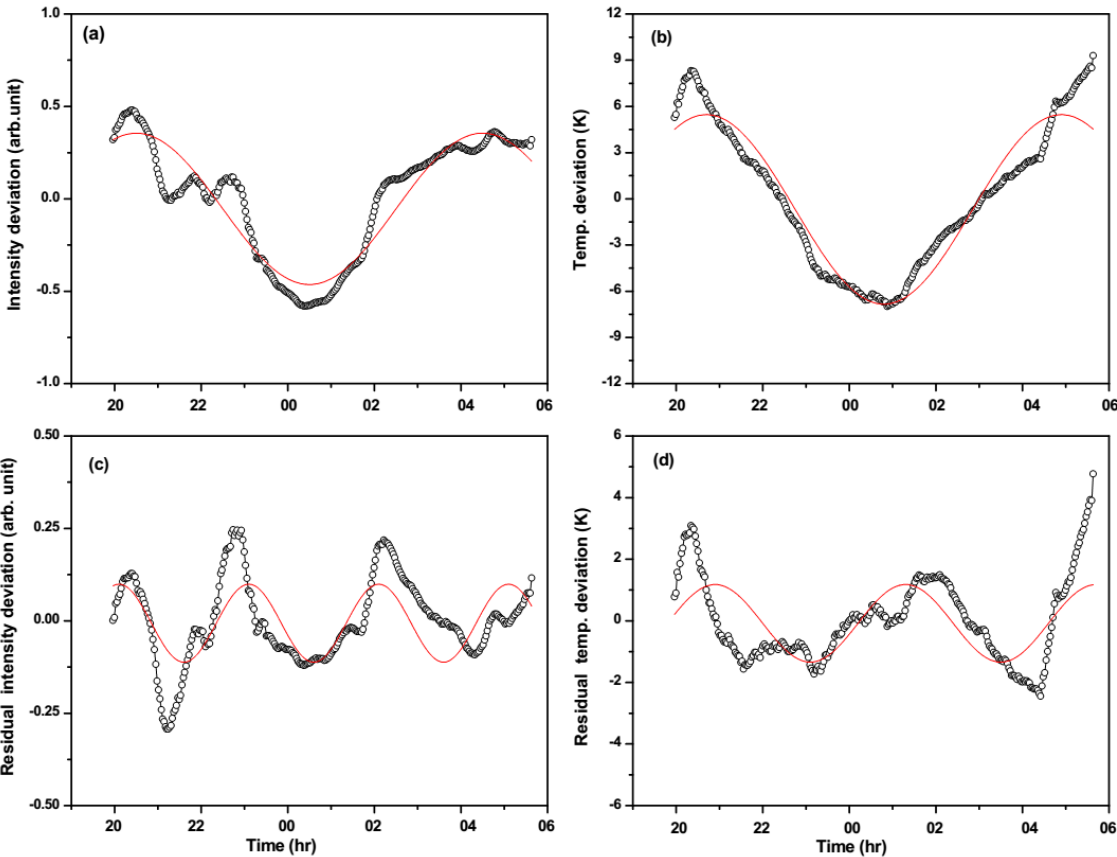 (a)
Intensity deviation (arb.unit)
1.0
0.5
0.0
-0.5
-1.0
20 22 00 02 04 06
(b)
Temp. deviation (K)
12
9
6
3
0
-3
-6
-9
-12
20 22 00 02 04 06
(c)
Residual intensity deviation (arb. unit)
0.50
0.25
0.00
-0.25
-0.50
20 22 00 02 04 06
Time (hr)
(d)
Residual temp. deviation (K)
6
4
2
0
-2
-4
-6
20 22 00 02 04 06
Time (hr)